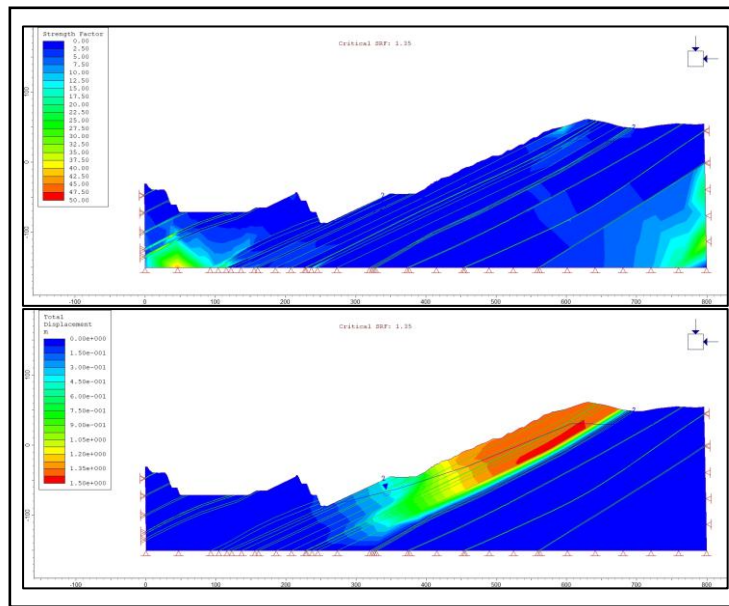 Strength Factor
0.00
2.50
5.00
7.50
10.00
12.50
15.00
17.50
20.00
22.50
25.00
27.50
30.00
32.50
35.00
37.50
40.00
42.50
45.00
47.50
50.00
Critical SRF: 1.35
100
0
-100
-100 0 100 200 300 400 500 600 700 800
Total
Displacement
m
0.00e+000
1.50e-001
3.00e-001
4.50e-001
6.00e-001
7.50e-001
9.00e-001
1.05e+000
1.20e+000
1.35e+000
1.50e+000
Critical SRF: 1.35
100
0
-100
-100 0 100 200 300 400 500 600 700 800